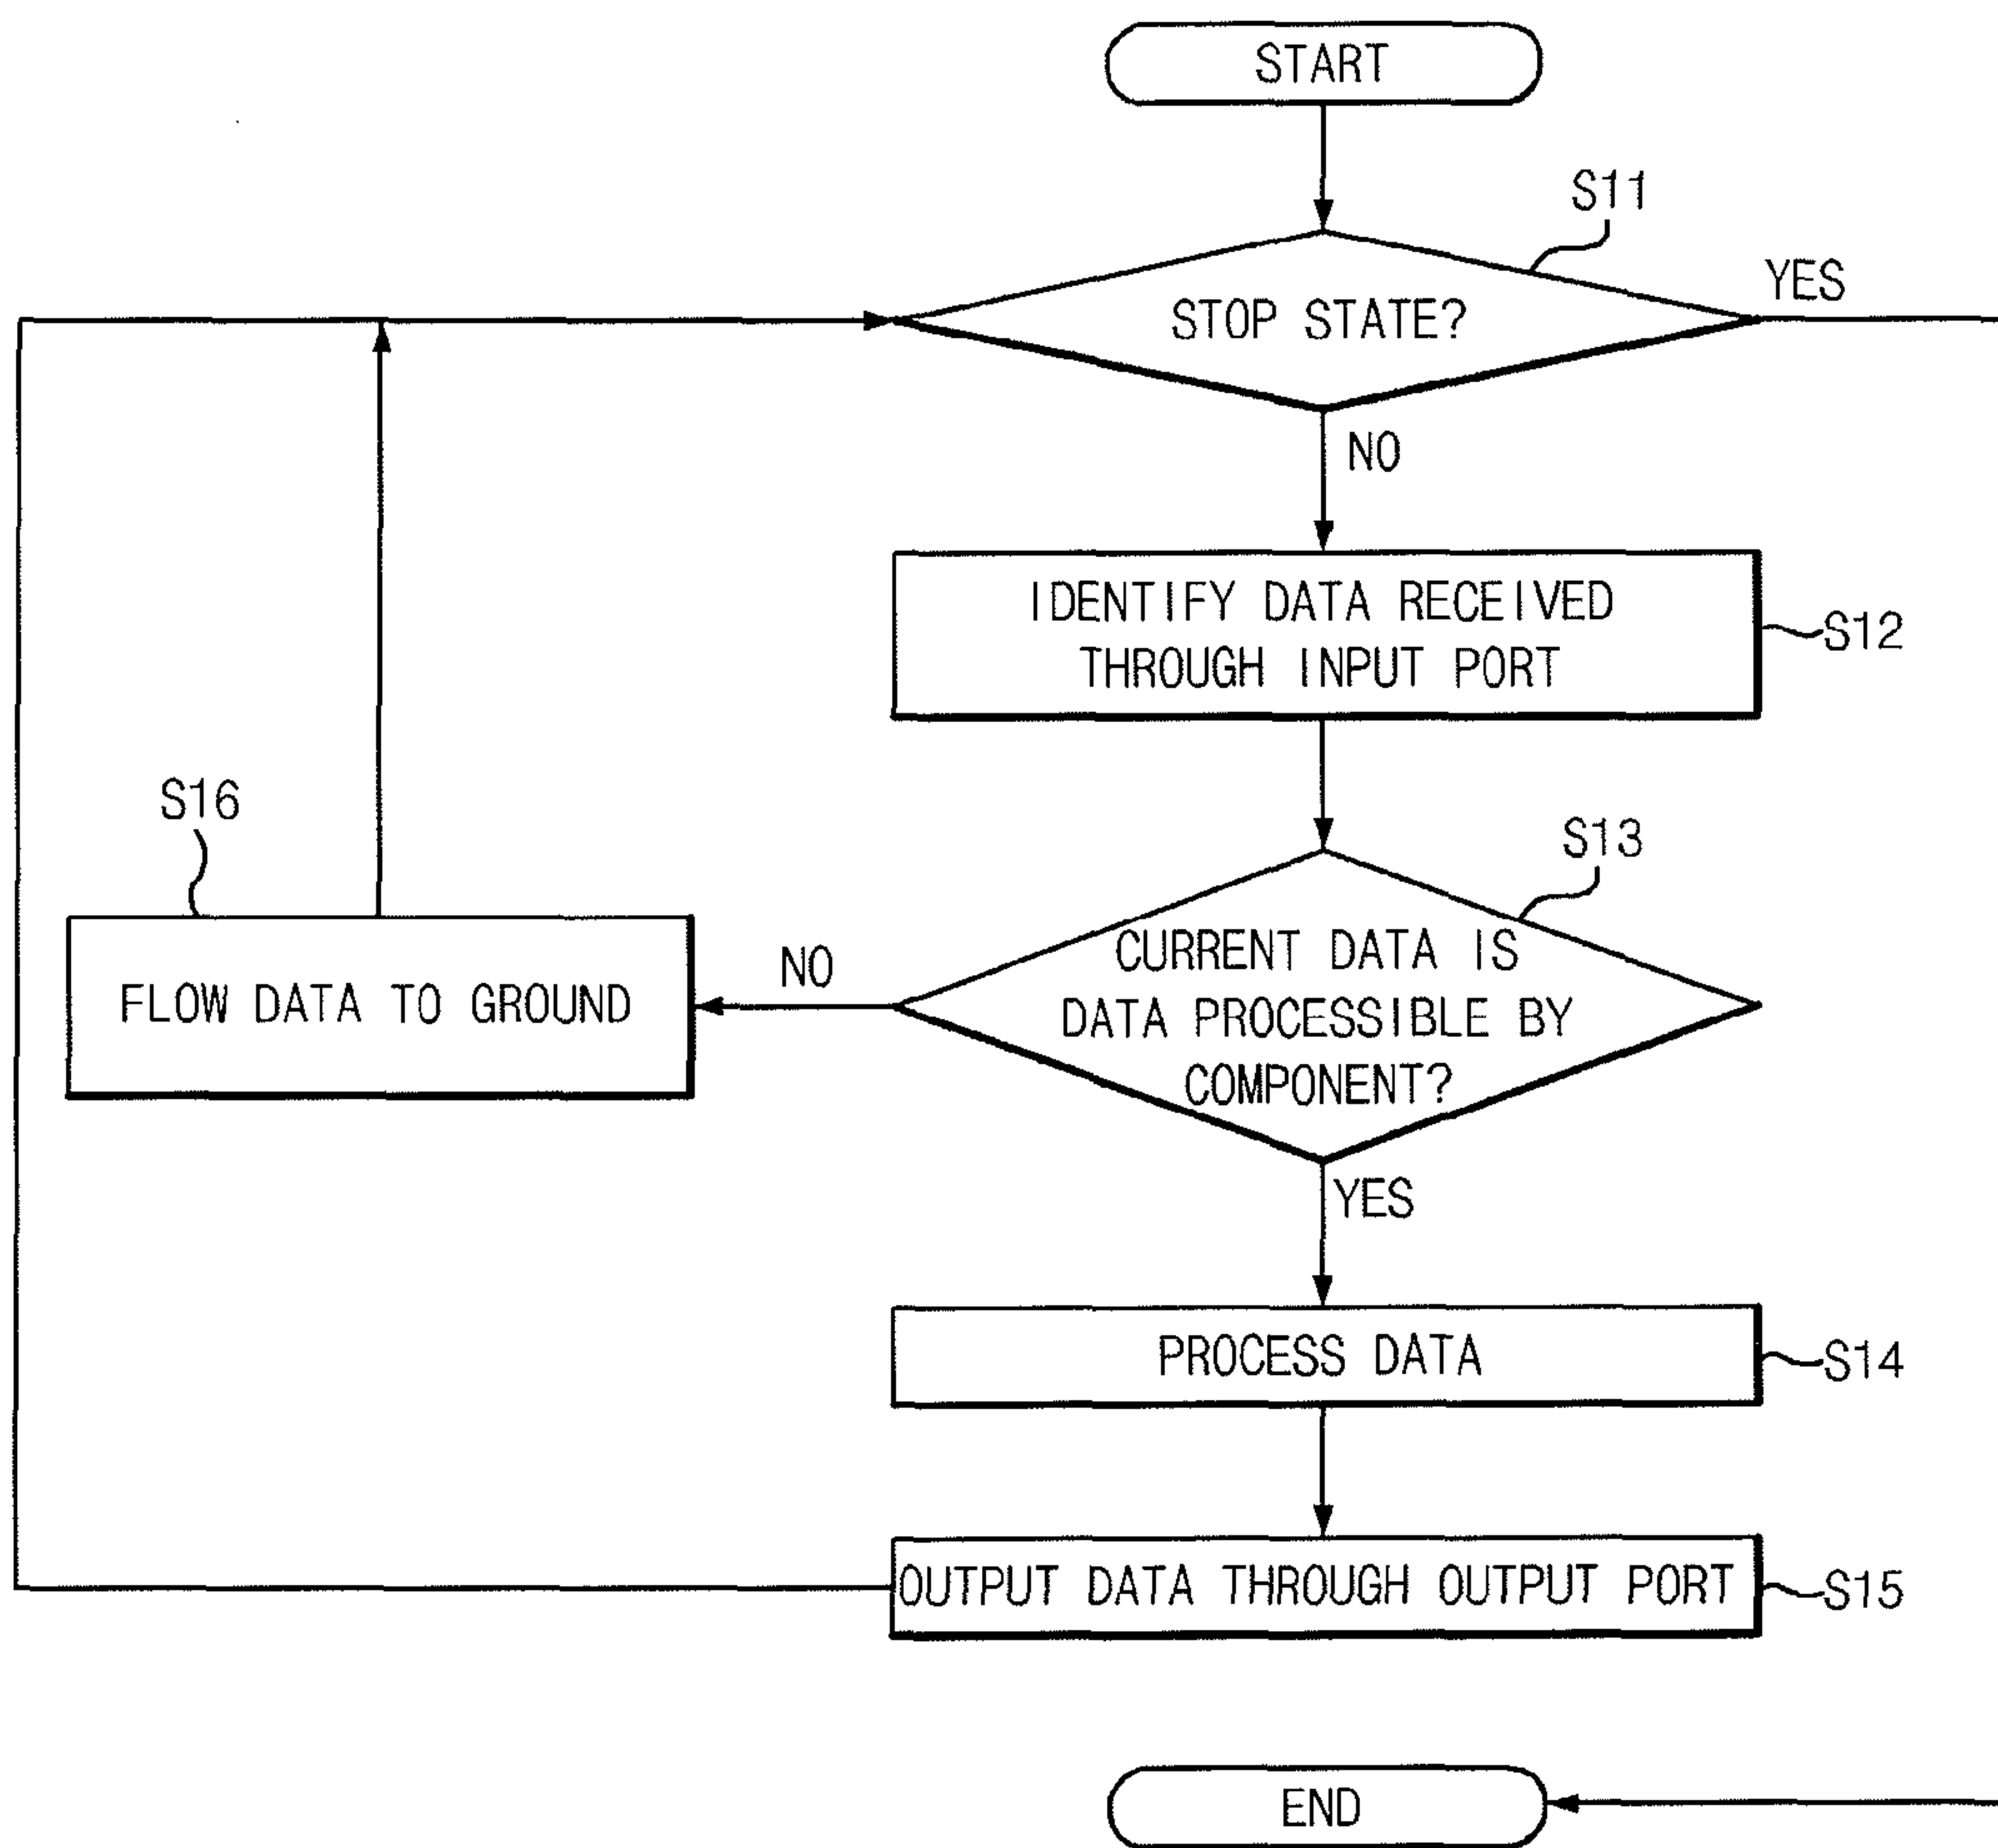 START
S11
YES
STOP STATE?
NO
IDENTIFY DATA RECEIVED
THROUGH INPUT PORT
S12
S16
S13
FLOW DATA TO GROUND
NO
CURRENT DATA IS
DATA PROCESSIBLE BY
COMPONENT?
YES
PROCESS DATA
S14
OUTPUT DATA THROUGH OUTPUT PORT
S15
END